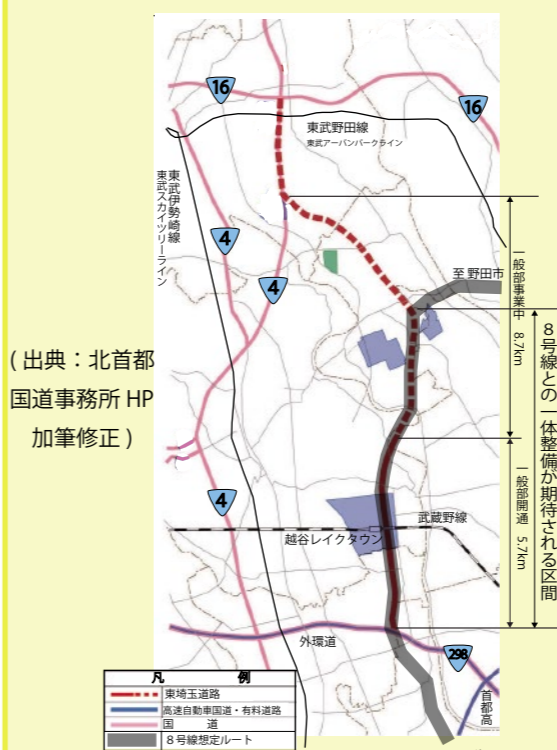 16
16
東武野田線
東武アーバンパークライン
東武伊勢崎線
東武スカイツリーライン
4
4
至 野田市
一般部事業中 8.7km
8号線との一体整備が期待される区間
(出典：北首都
国道事務所 HP
加筆修正)
4
武蔵野線
越谷レイクタウン
一般部開通 5.7km
外環道
298
首都高
凡 例
東埼玉道路
高速自動車国道・有料道路
国 道
8号線想定ルート